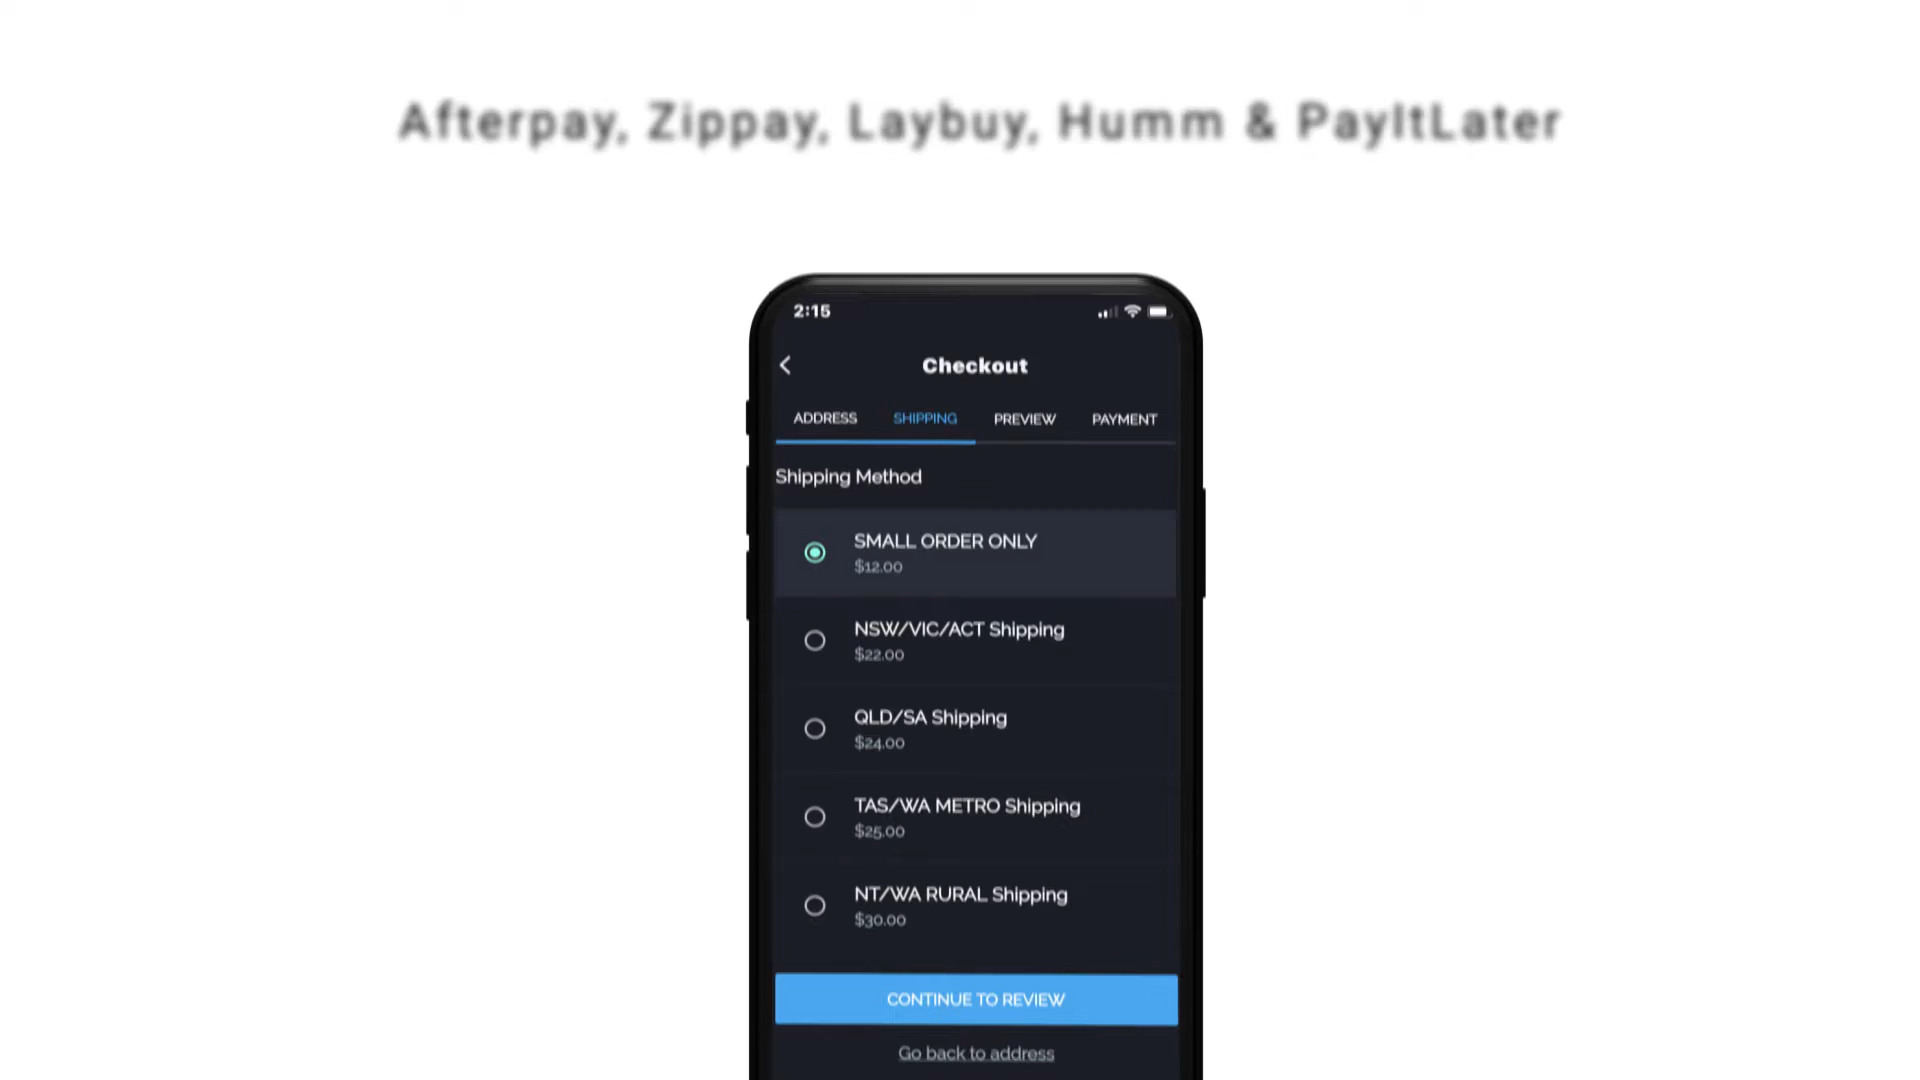 Afterpay, Zippay, Laybuy, Humm & PayItLater
2:15
Checkout
ADDRESS SHIPPING PREVIEW PAYMENT
Shipping Method
SMALL ORDER ONLY
$12.00
NSW/VIC/ACT Shipping
$22.00
QLD/SA Shipping
$24.00
TAS/WA METRO Shipping
$25.00
NT/WA RURAL Shipping
$30.00
CONTINUE TO REVIEW
Go back to address